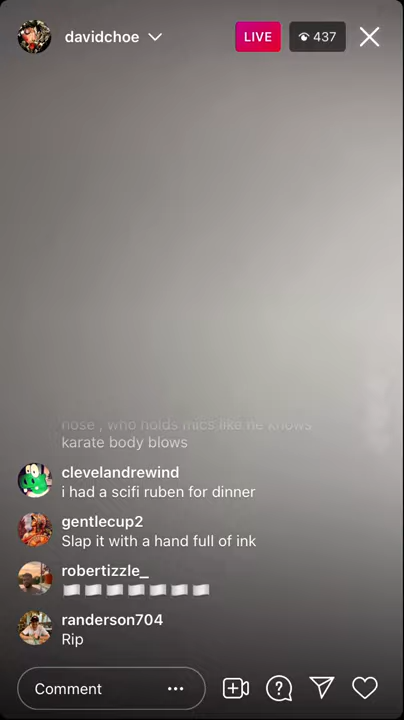 davidchoe
LIVE
437
nose , who holds mics like he knows
karate body blows
clevelandrewind
i had a scifi ruben for dinner
gentlecup2
Slap it with a hand full of ink
robertizzle_
🏳🏳🏳🏳🏳🏳🏳
randerson704
Rip
Comment